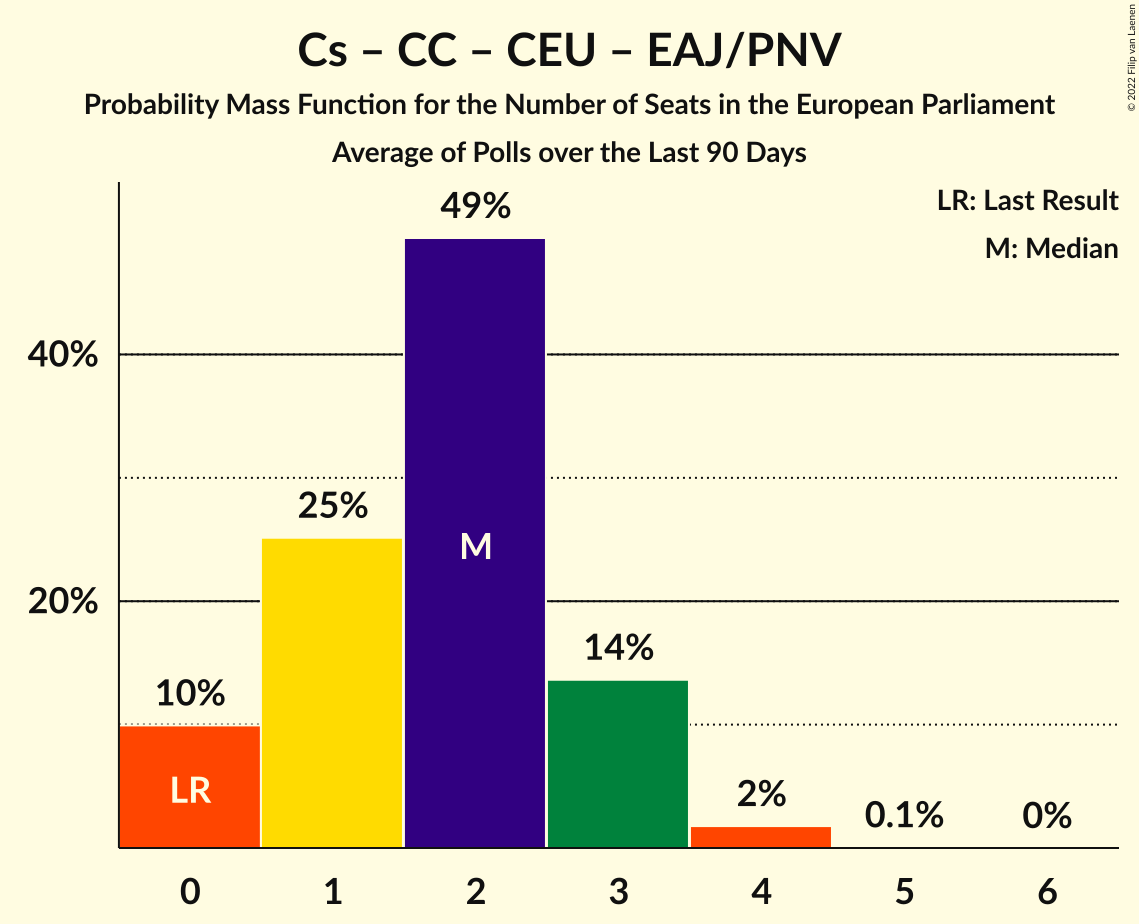 Cs – CC – CEU – EAJ/PNV
Probability Mass Function for the Number of Seats in the European Parliament
Average of Polls over the Last 90 Days
© 2022 Filip van Laenen
LR: Last Result
M: Median
49%
40%
25%
M
20%
14%
10%
LR
2%
0.1%
0%
0 1 2 3 4 5 6